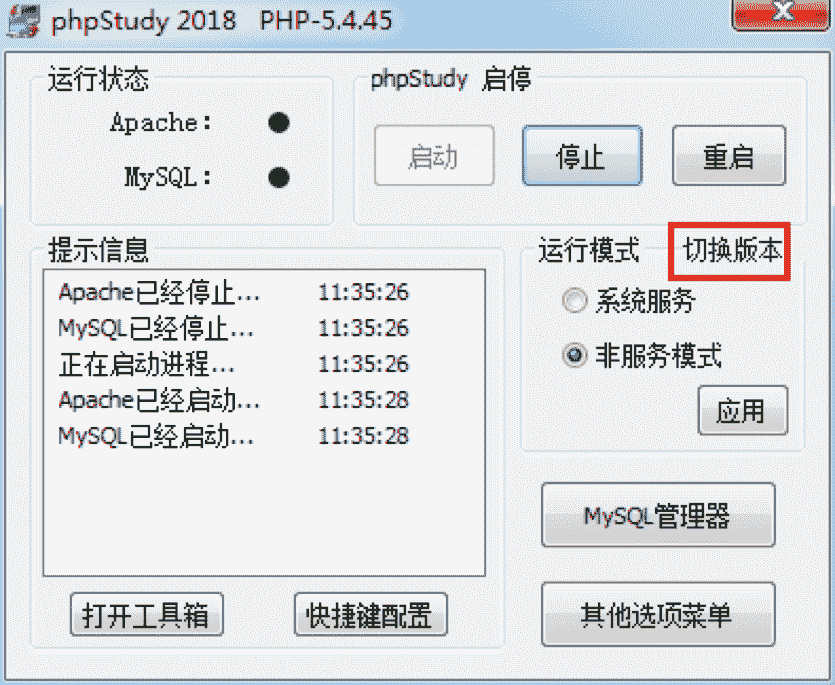 phpStudy 2018 PHP-5.4.45
运行状态
Apache:
MySQL:
phpStudy 启停
启动 停止 重启
提示信息
Apache已经停止... 11:35:26
MySQL已经停止... 11:35:26
正在启动进程... 11:35:26
Apache已经启动... 11:35:28
MySQL已经启动... 11:35:28
打开工具箱 快捷键配置
运行模式 切换版本
系统服务
非服务模式
应用
MySQL管理器
其他选项菜单